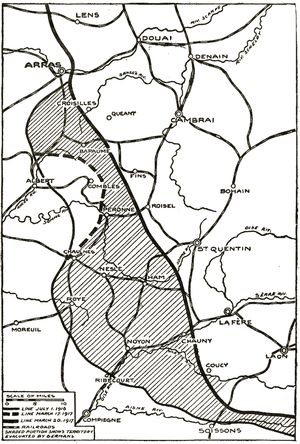 LENS
DOUAI
DENAIN
ARRAS
CROISILLES
QUEANT
CAMBRAI
BAPAUME
ALBERT
COMBLES
FINS
BOHAIN
PERONNE
ROISEL
ST QUENTIN
OISE RIV.
CHAULNES
NESLE
HAM
ROYE
SERRE RIV.
MOREUIL
LA FERE
CHAUNY
NOYON
LAON
COUCY
RIBECOURT
SCALE OF MILES
LINE JULY 1. 1916
LINE MARCH 17. 1917
LINE MARCH 20. 1917
RAILROADS
SHADED PORTION SHOWS TERRITORY
EVACUATED BY GERMANS
COMPIEGNE
AISNE RIV.
SOISSONS